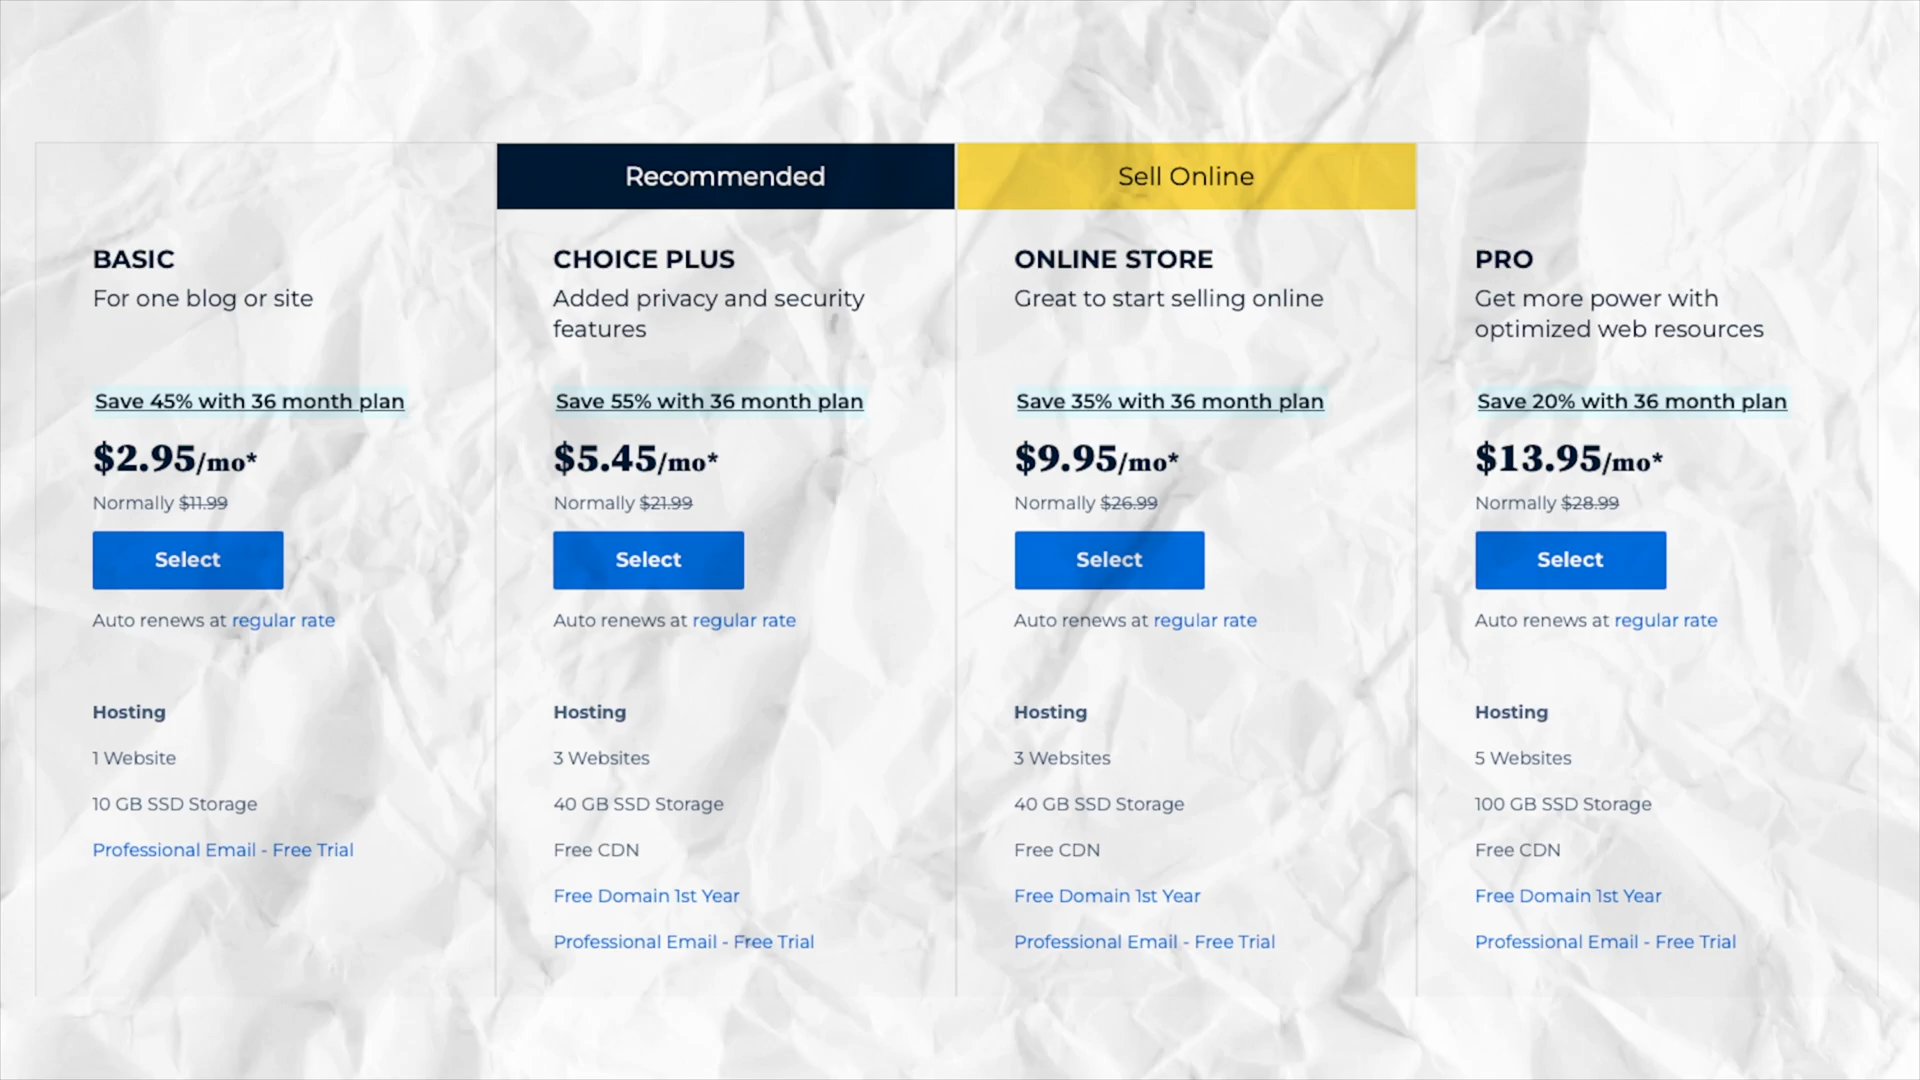 Recommended
Sell Online
BASIC
For one blog or site
Save 45% with 36 month plan
$2.95/mo*
Normally $11.99
Select
Auto renews at regular rate
Hosting
1 Website
10 GB SSD Storage
Professional Email - Free Trial
CHOICE PLUS
Added privacy and security
features
Save 55% with 36 month plan
$5.45/mo*
Normally $21.99
Select
Auto renews at regular rate
Hosting
3 Websites
40 GB SSD Storage
Free CDN
Free Domain 1st Year
Professional Email - Free Trial
ONLINE STORE
Great to start selling online
Save 35% with 36 month plan
$9.95/mo*
Normally $26.99
Select
Auto renews at regular rate
Hosting
3 Websites
40 GB SSD Storage
Free CDN
Free Domain 1st Year
Professional Email - Free Trial
PRO
Get more power with
optimized web resources
Save 20% with 36 month plan
$13.95/mo*
Normally $28.99
Select
Auto renews at regular rate
Hosting
5 Websites
100 GB SSD Storage
Free CDN
Free Domain 1st Year
Professional Email - Free Trial